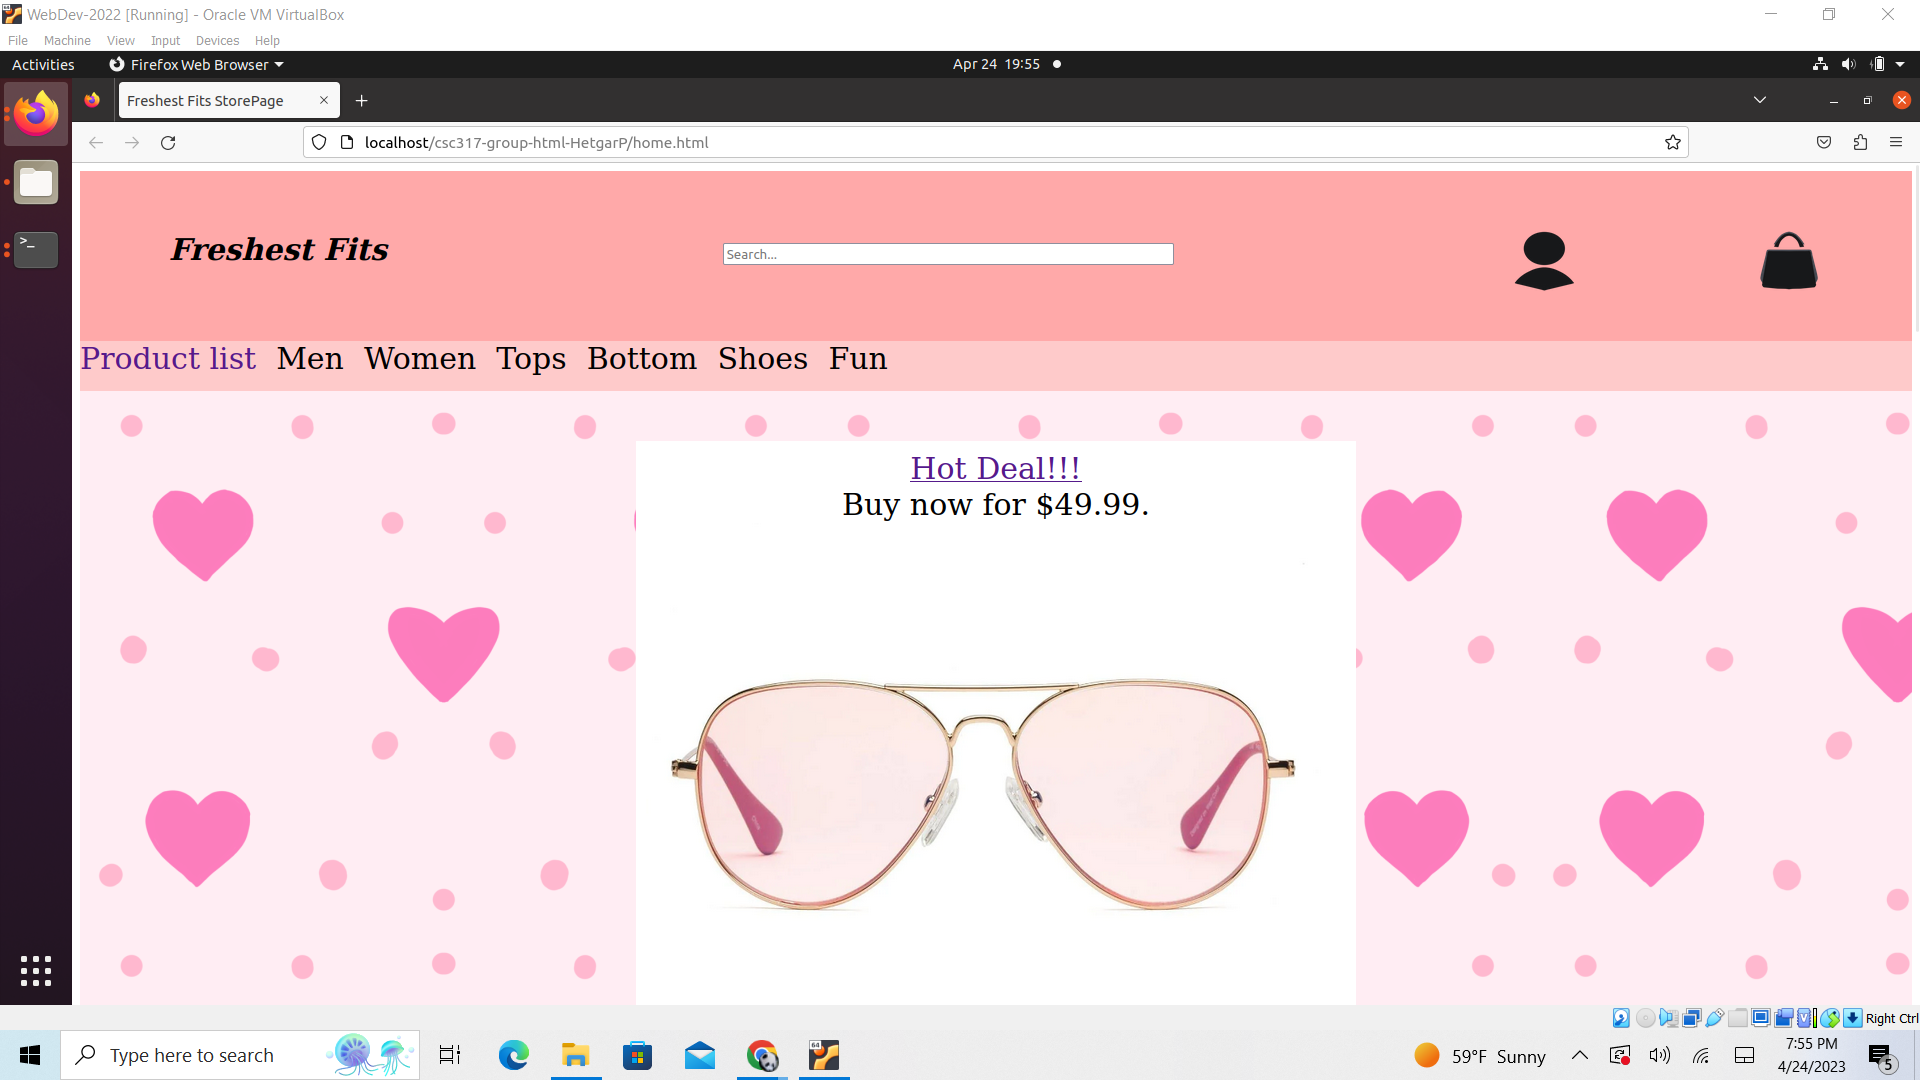 WebDev-2022 [Running] - Oracle VM VirtualBox
File Machine View Input Devices Help
Activities Firefox Web Browser Apr 24 19:55
Freshest Fits StorePage
localhost/csc317-group-html-HetgarP/home.html
Freshest Fits
Search...
Product list Men Women Tops Bottom Shoes Fun
Hot Deal!!!
Buy now for $49.99.
Right Ctrl
Type here to search
59°F Sunny
7:55 PM
4/24/2023
5
64